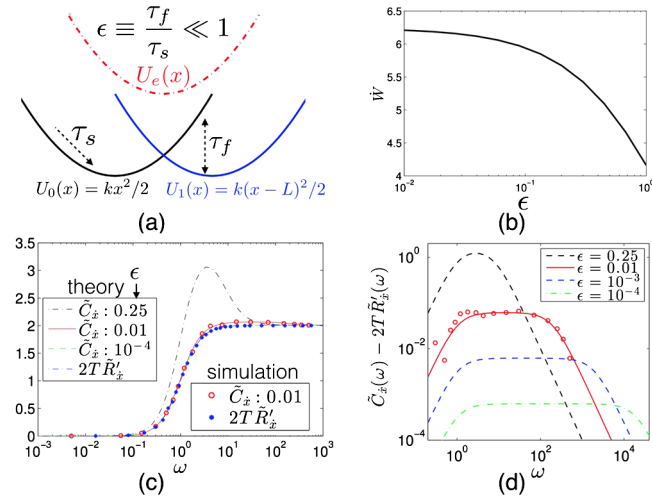 ϵ ≡ τ_f / τ_s ≪ 1
U_e(x)
τ_s
τ_f
U_0(x) = kx^2/2
U_1(x) = k(x − L)^2/2
(a)
6.5
6
5.5
5
4.5
4
Ẇ
10^-2
10^-1
10^0
ϵ
(b)
3.5
3
2.5
2
1.5
1
0.5
0
theory
ϵ
C̃_ẋ : 0.25
C̃_ẋ : 0.01
C̃_ẋ : 10^-4
2TR̃′_ẋ
simulation
C̃_ẋ : 0.01
2TR̃′_ẋ
10^-3
10^-2
10^-1
10^0
10^1
10^2
10^3
ω
(c)
C̃_ẋ(ω) − 2TR̃′_ẋ(ω)
10^0
10^-2
10^-4
ϵ = 0.25
ϵ = 0.01
ϵ = 10^-3
ϵ = 10^-4
10^0
10^2
10^4
ω
(d)